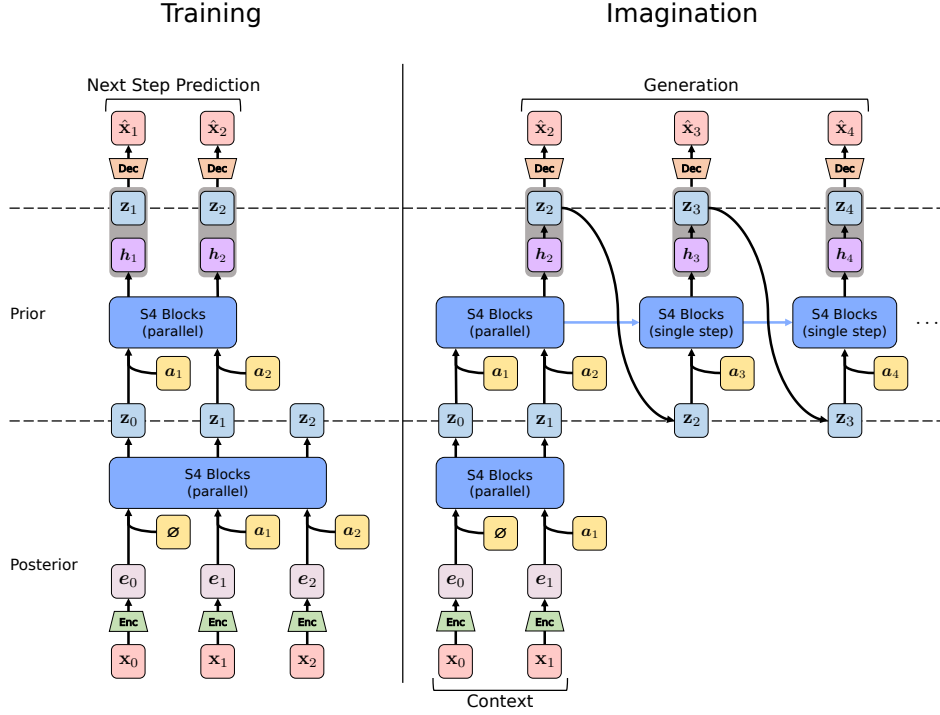 Training
Imagination
Next Step Prediction
Generation
x̂₁ x̂₂ x̂₂ x̂₃ x̂₄
Dec Dec Dec Dec Dec
z₁ z₂ z₂ z₃ z₄
h₁ h₂ h₂ h₃ h₄
Prior
S4 Blocks
(parallel)
S4 Blocks
(parallel)
S4 Blocks
(single step)
S4 Blocks
(single step)
...
a₁ a₂ a₁ a₂ a₃ a₄
z₀ z₁ z₂ z₀ z₁ z₂ z₃
S4 Blocks
(parallel)
S4 Blocks
(parallel)
∅ a₁ a₂ ∅ a₁
Posterior
e₀ e₁ e₂ e₀ e₁
Enc Enc Enc Enc Enc
x₀ x₁ x₂ x₀ x₁
Context